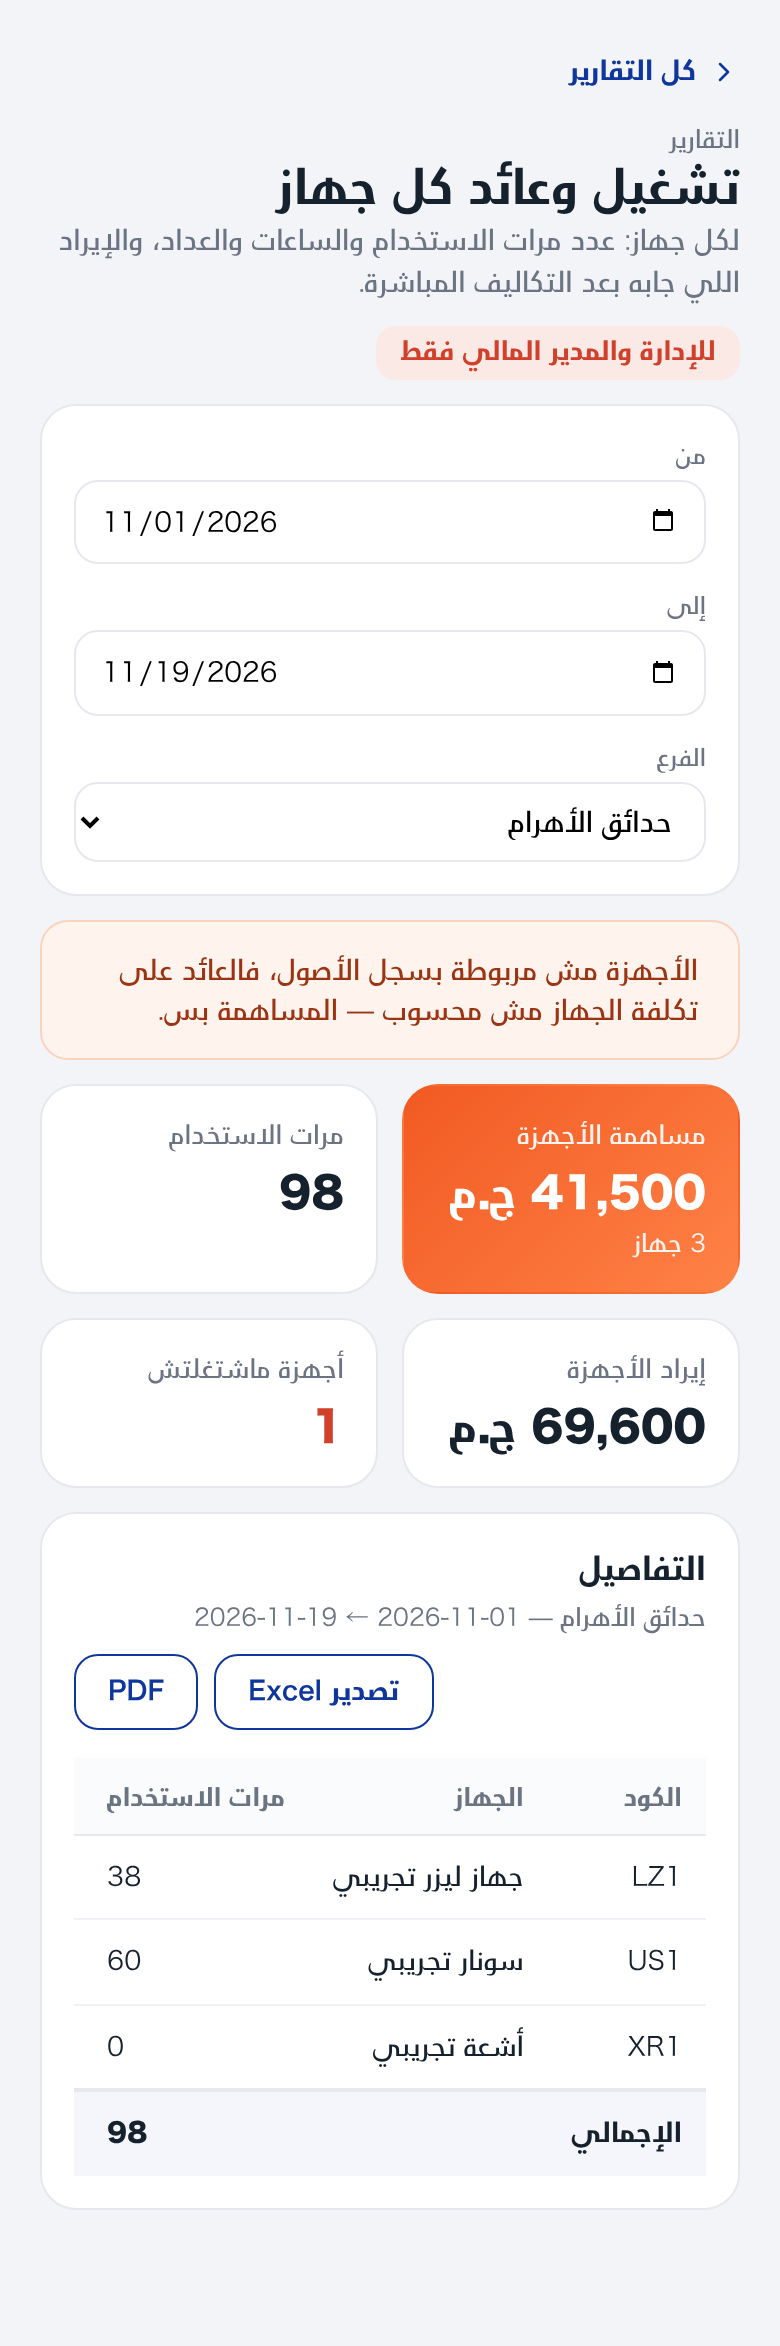 كل التقارير
التقارير
تشغيل وعائد كل جهاز
لكل جهاز: عدد مرات الاستخدام والساعات والعداد، والإيراد
اللي جابه بعد التكاليف المباشرة.
للإدارة والمدير المالي فقط
من
11/01/2026
إلى
11/19/2026
الفرع
حدائق الأهرام
الأجهزة مش مربوطة بسجل الأصول، فالعائد على
تكلفة الجهاز مش محسوب — المساهمة بس.
مساهمة الأجهزة
41,500 ج.م
3 جهاز
مرات الاستخدام
98
إيراد الأجهزة
69,600 ج.م
أجهزة ماشتغلتش
1
التفاصيل
حدائق الأهرام — 2026-11-01 ← 2026-11-19
تصدير Excel
PDF
الكود الجهاز مرات الاستخدام
LZ1 جهاز ليزر تجريبي 38
US1 سونار تجريبي 60
XR1 أشعة تجريبي 0
الإجمالي 98